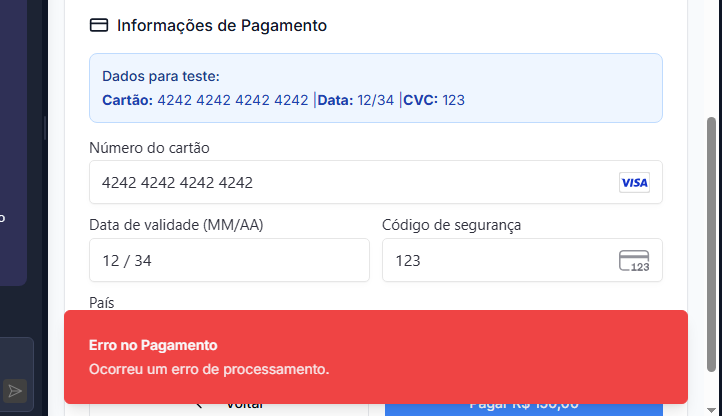 Informações de Pagamento
Dados para teste:
Cartão: 4242 4242 4242 4242 |Data: 12/34 |CVC: 123
Número do cartão
4242 4242 4242 4242
VISA
Data de validade (MM/AA)
Código de segurança
12 / 34
123
123
País
Erro no Pagamento
Ocorreu um erro de processamento.
Voltar
Pagar R$ 150,00
o